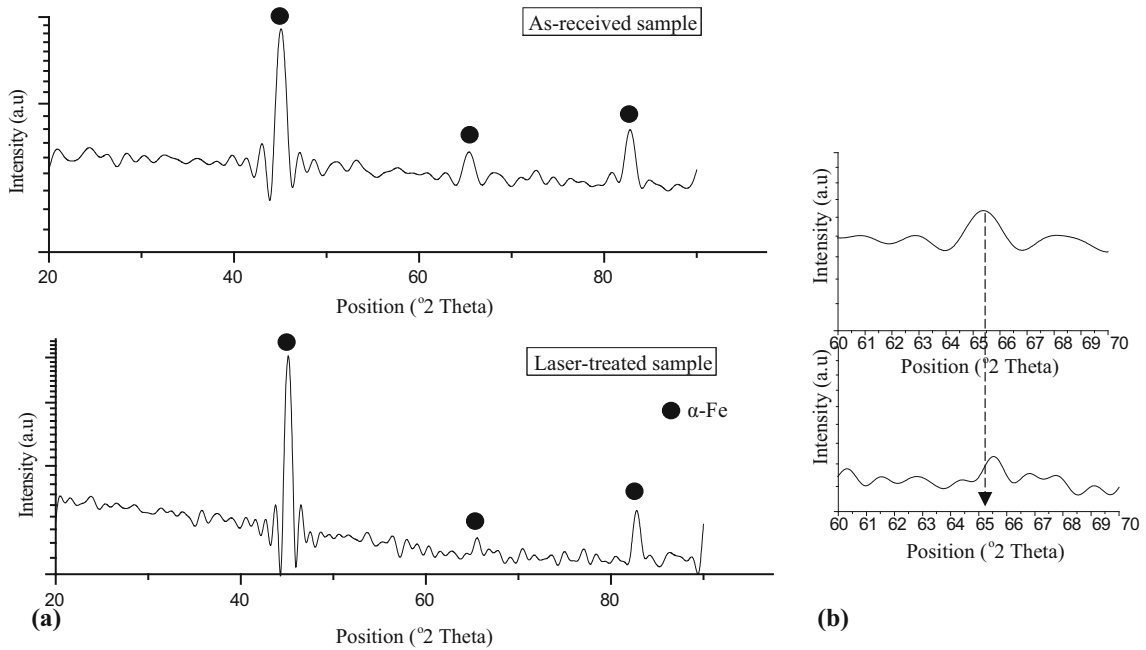 As-received sample
Intensity (a.u)
20 40 60 80
Position (°2 Theta)
Laser-treated sample
α-Fe
Intensity (a.u)
20 40 60 80
Position (°2 Theta)
(a)
Intensity (a.u)
60 61 62 63 64 65 66 67 68 69 70
Position (°2 Theta)
Intensity (a.u)
60 61 62 63 64 65 66 67 68 69 70
Position (°2 Theta)
(b)